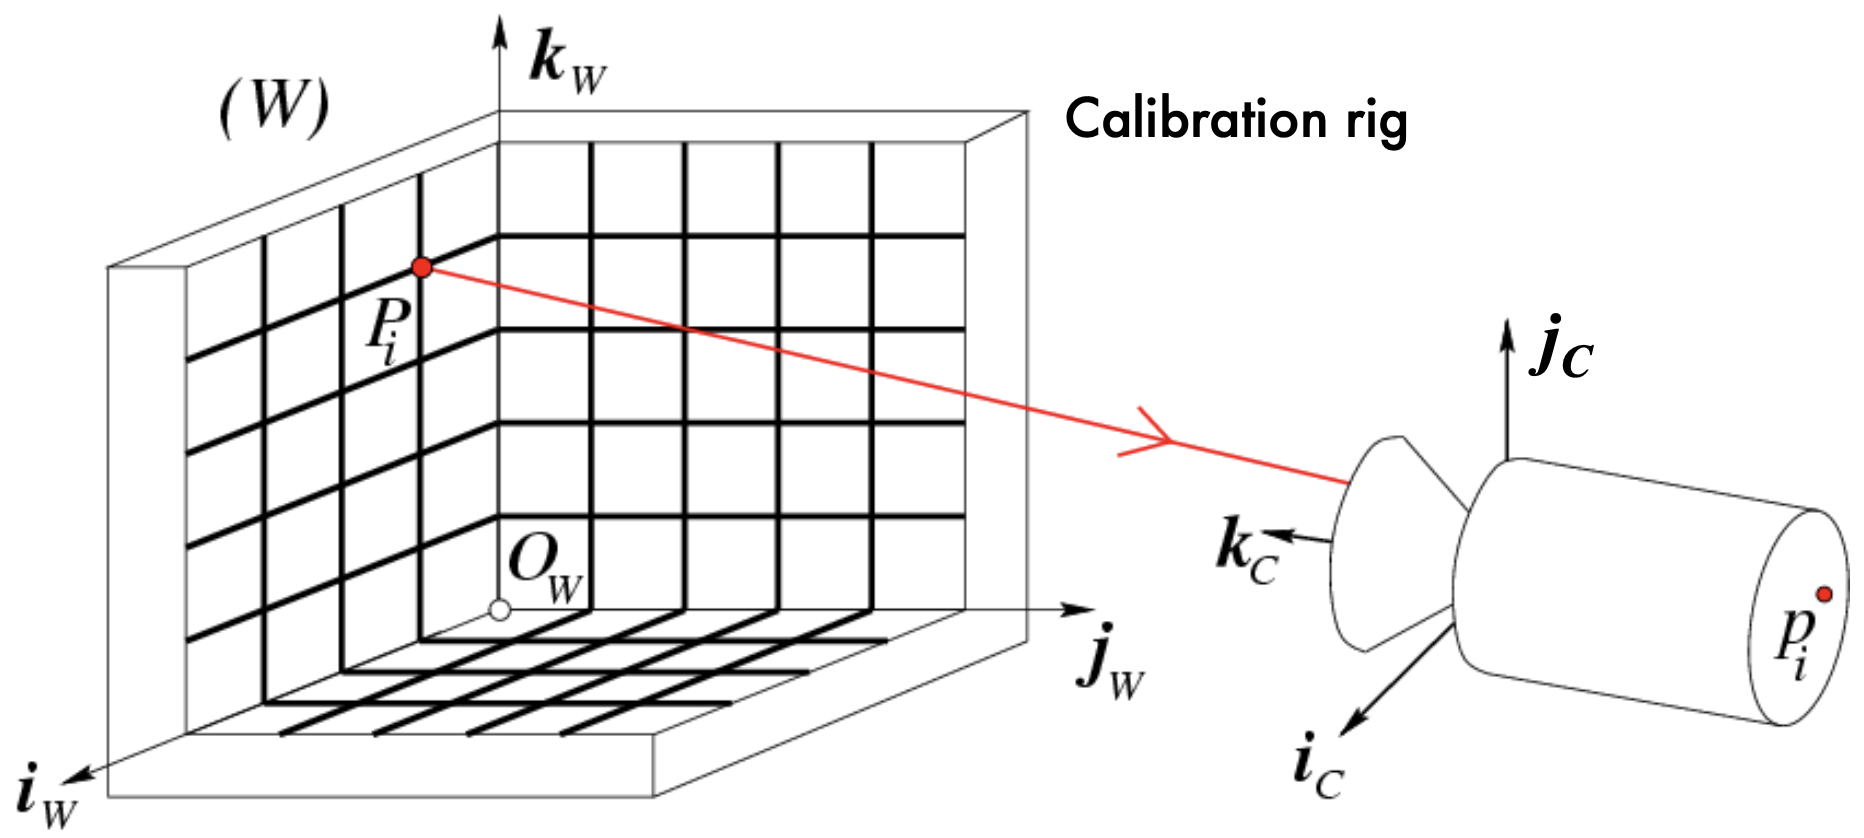 k_W
(W)
Calibration rig
P_i
j_C
O_W
k_C
p_i
j_W
i_W
i_C